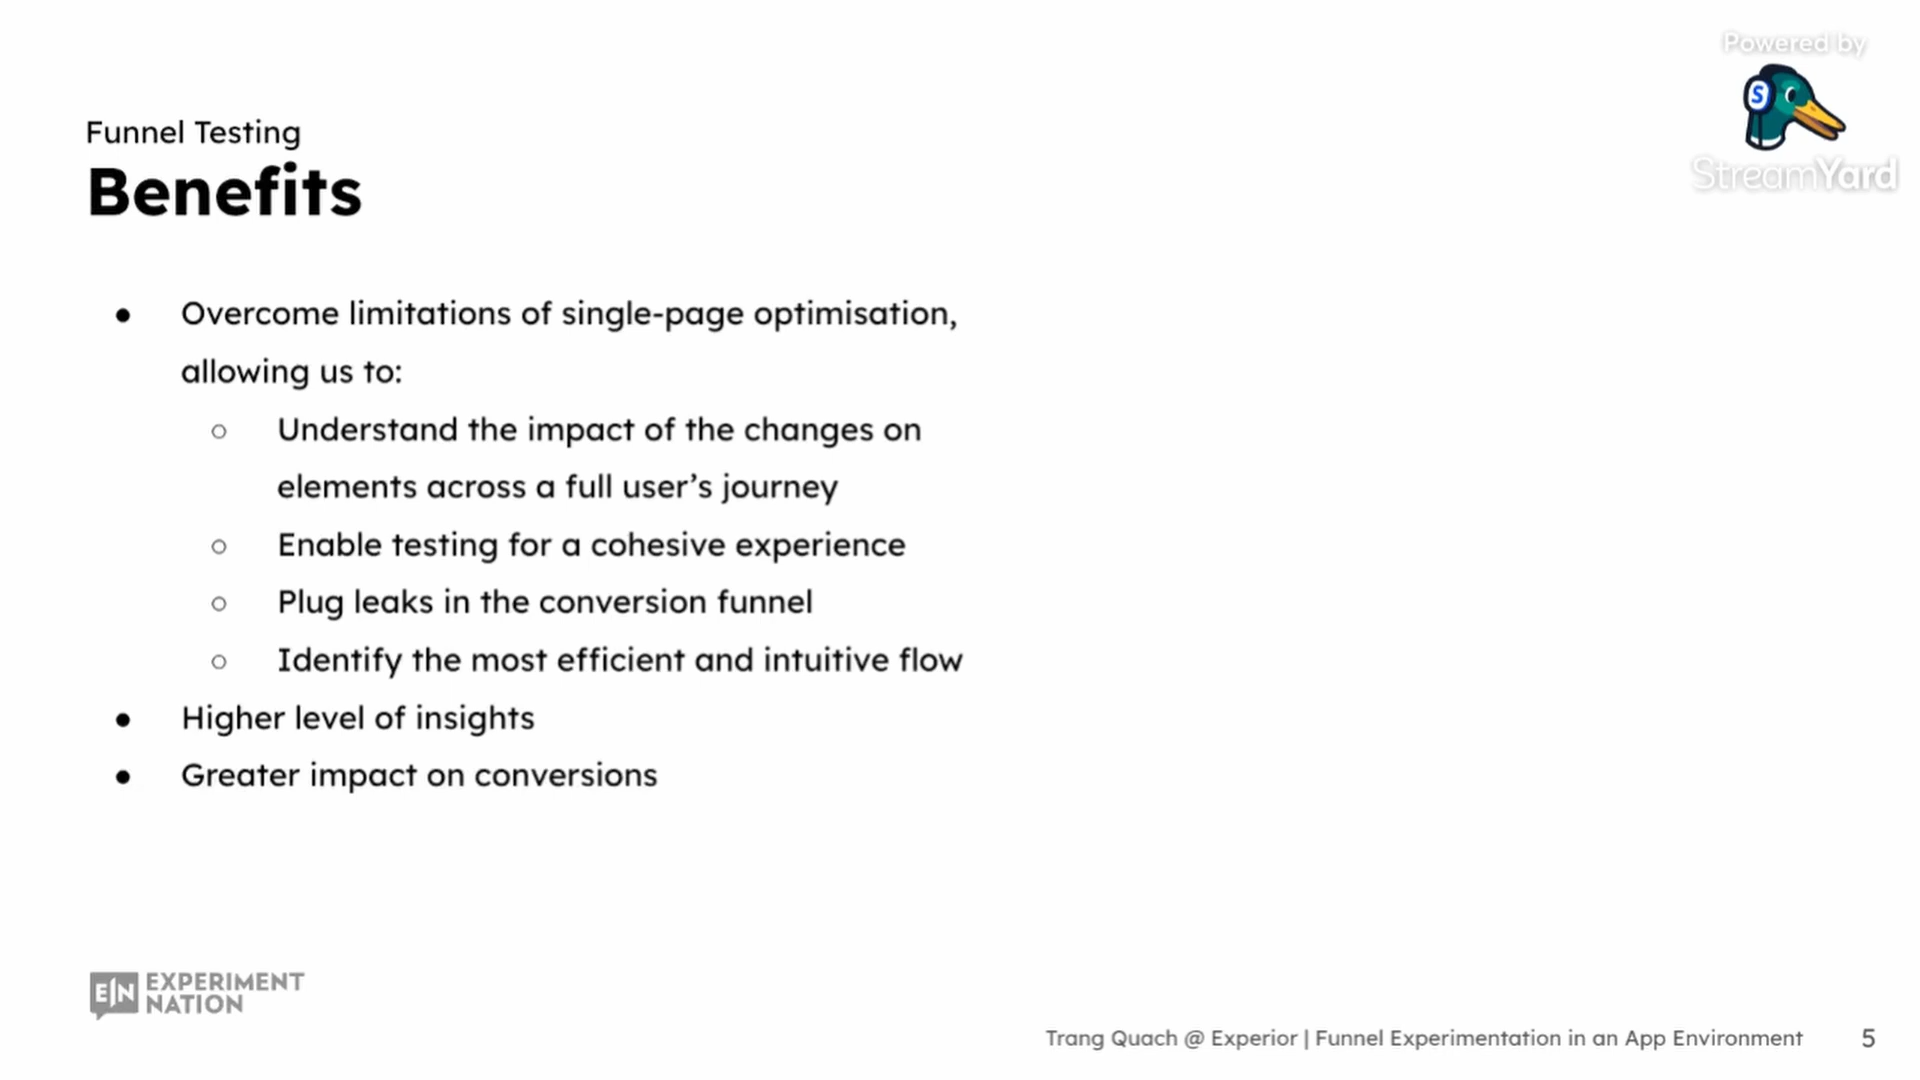 Powered by
S
StreamYard
Funnel Testing
Benefits
● Overcome limitations of single-page optimisation,
allowing us to:
○ Understand the impact of the changes on
elements across a full user’s journey
○ Enable testing for a cohesive experience
○ Plug leaks in the conversion funnel
○ Identify the most efficient and intuitive flow
● Higher level of insights
● Greater impact on conversions
E|N EXPERIMENT
NATION
Trang Quach @ Experior | Funnel Experimentation in an App Environment 5